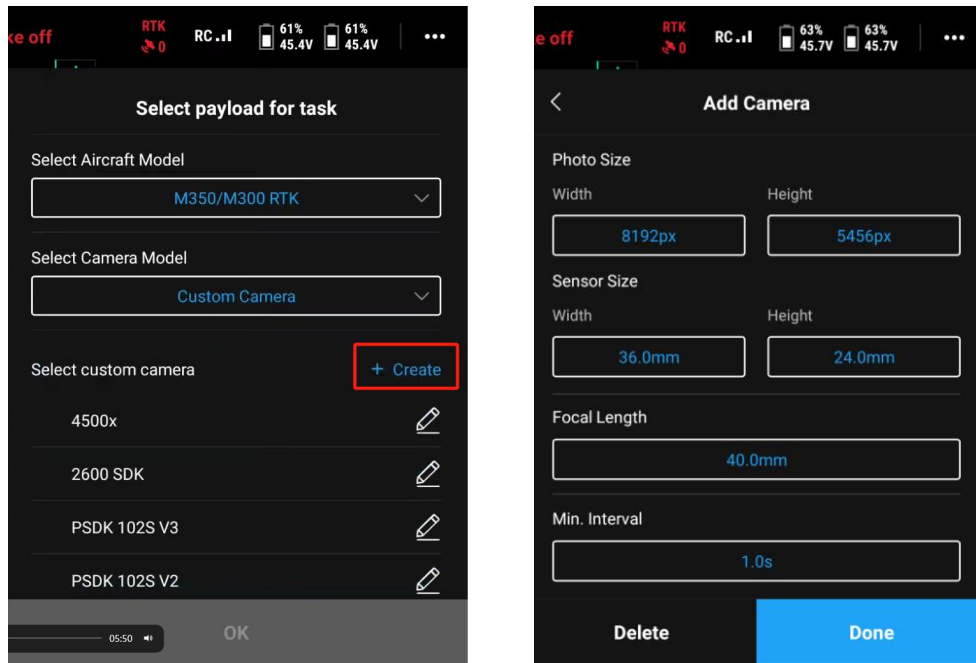 ke off
RTK
0
RC
61%
45.4V
61%
45.4V
Select payload for task
Select Aircraft Model
M350/M300 RTK
Select Camera Model
Custom Camera
Select custom camera
+ Create
4500x
2600 SDK
PSDK 102S V3
PSDK 102S V2
05:50
OK
e off
RTK
0
RC
63%
45.7V
63%
45.7V
Add Camera
Photo Size
Width Height
8192px 5456px
Sensor Size
Width Height
36.0mm 24.0mm
Focal Length
40.0mm
Min. Interval
1.0s
Delete Done